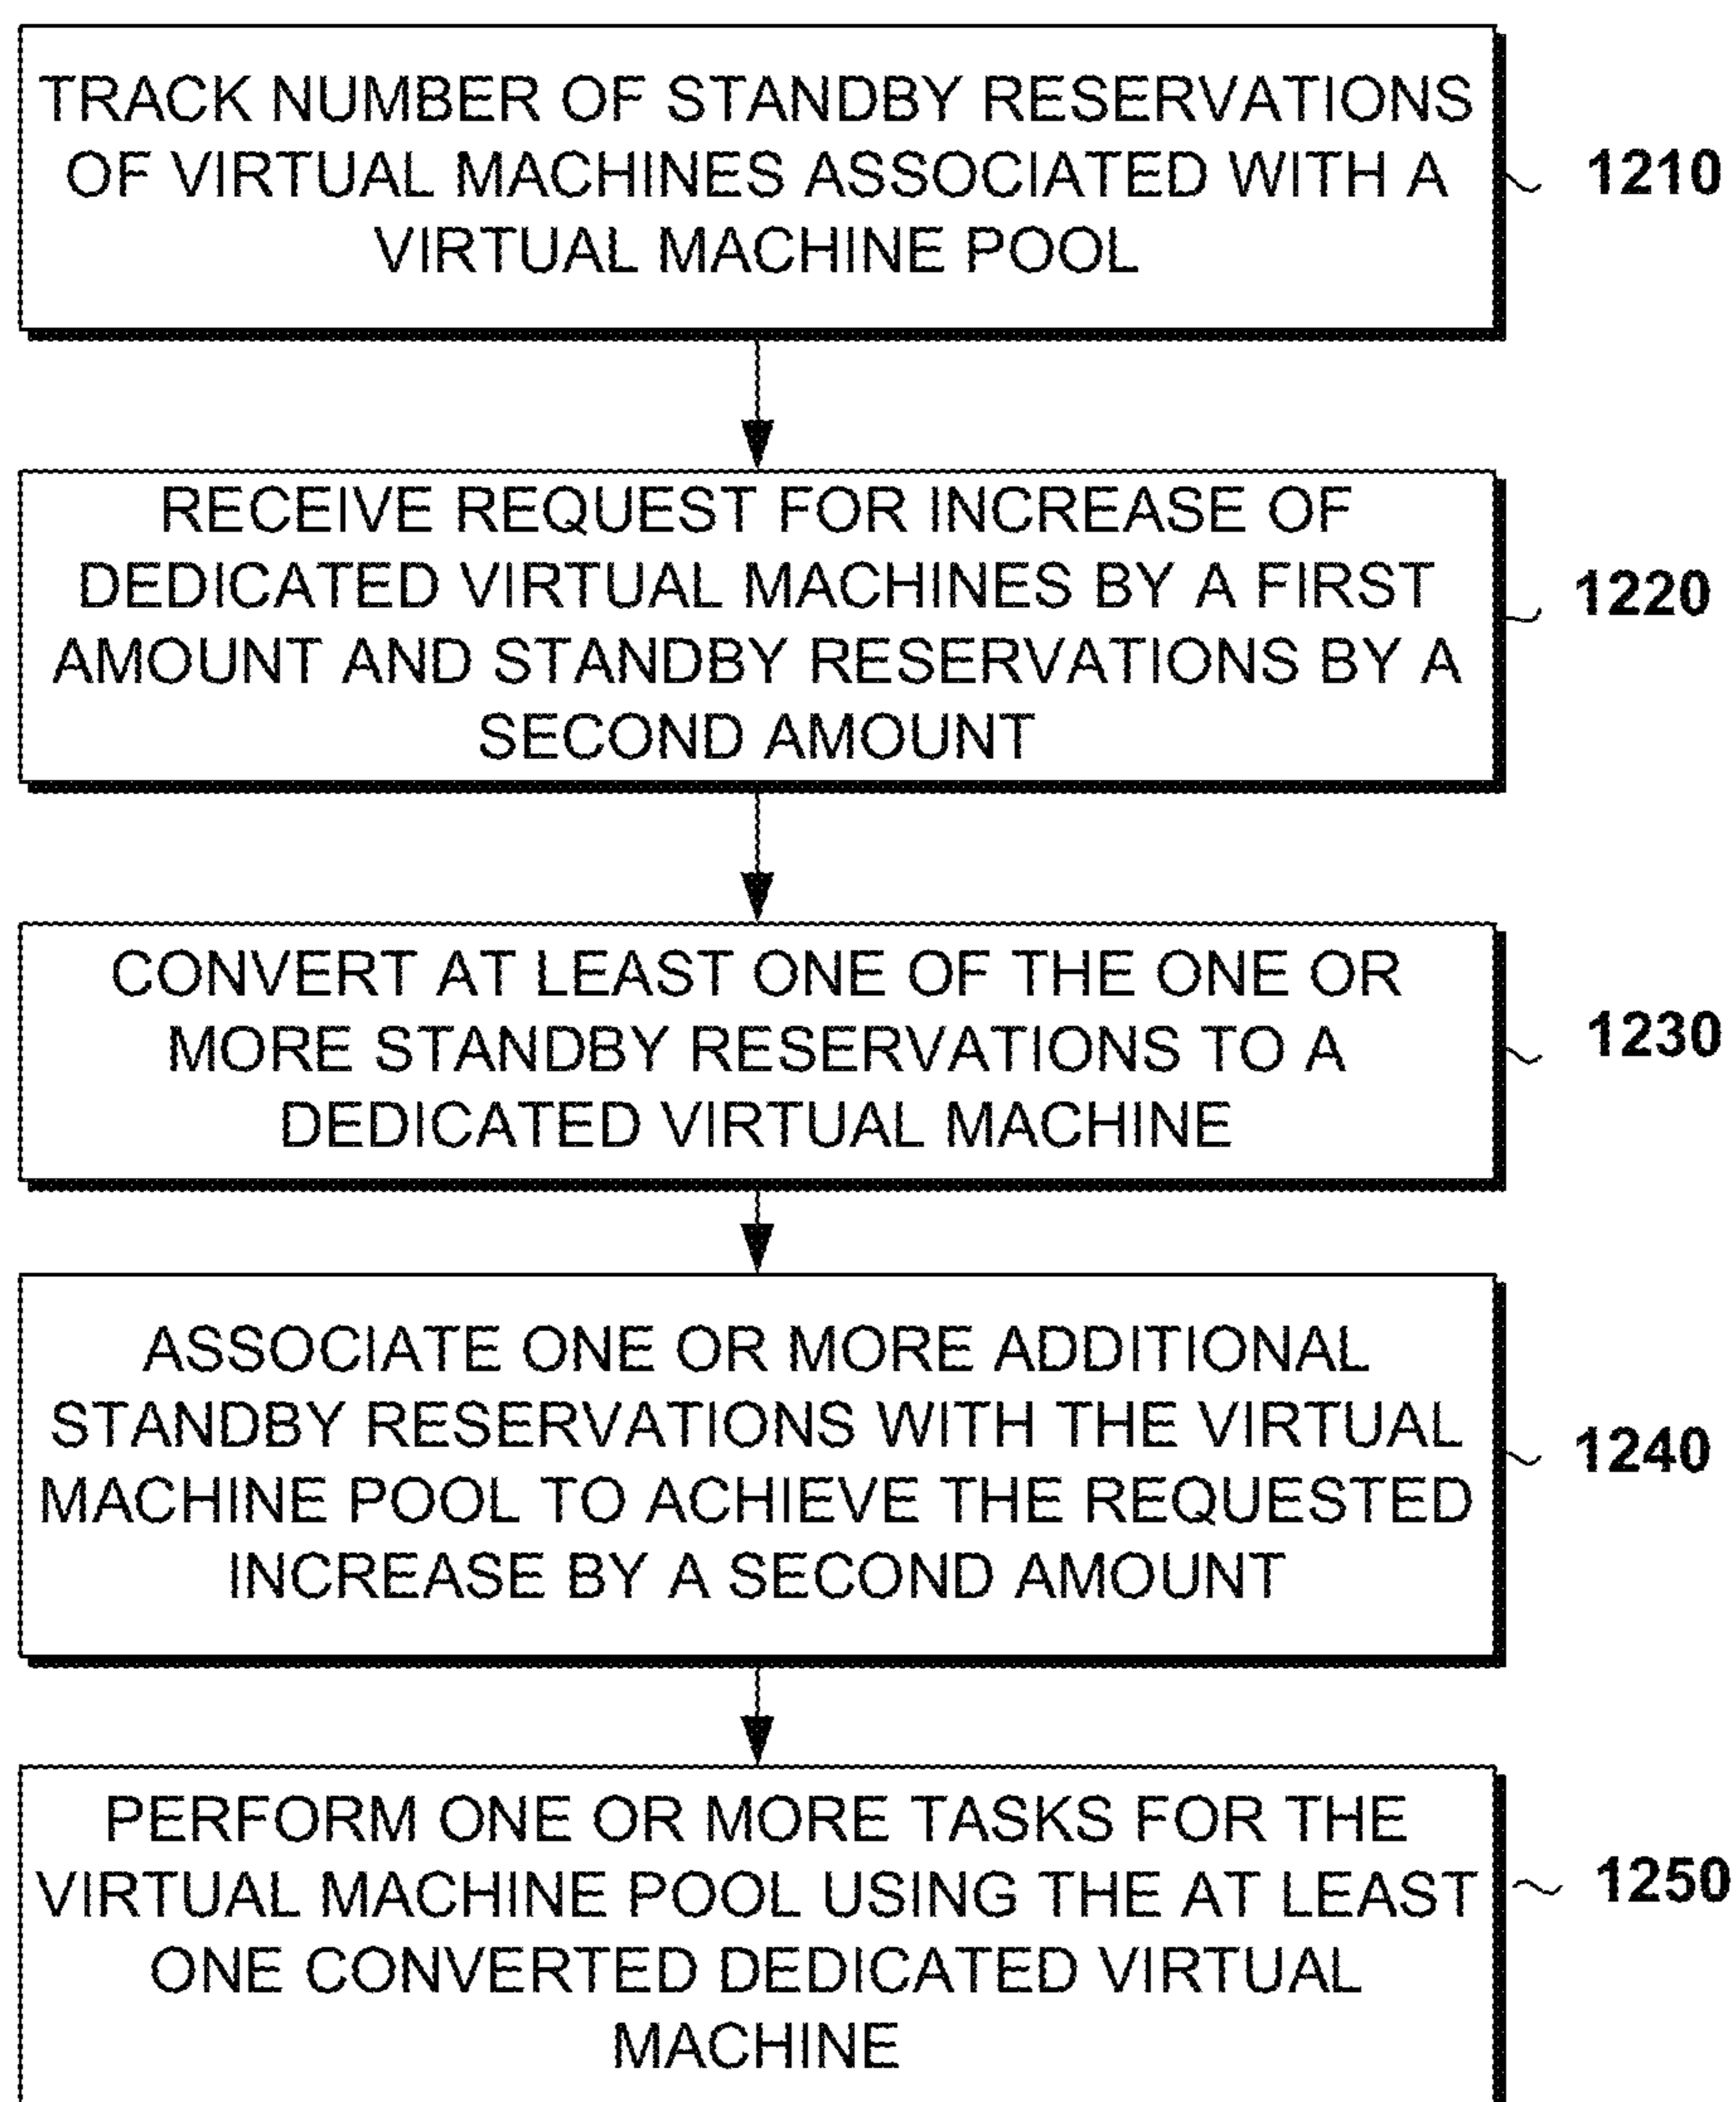 TRACK NUMBER OF STANDBY RESERVATIONS
OF VIRTUAL MACHINES ASSOCIATED WITH A
VIRTUAL MACHINE POOL
1210
RECEIVE REQUEST FOR INCREASE OF
DEDICATED VIRTUAL MACHINES BY A FIRST
AMOUNT AND STANDBY RESERVATIONS BY A
SECOND AMOUNT
1220
CONVERT AT LEAST ONE OF THE ONE OR
MORE STANDBY RESERVATIONS TO A
DEDICATED VIRTUAL MACHINE
1230
ASSOCIATE ONE OR MORE ADDITIONAL
STANDBY RESERVATIONS WITH THE VIRTUAL
MACHINE POOL TO ACHIEVE THE REQUESTED
INCREASE BY A SECOND AMOUNT
1240
PERFORM ONE OR MORE TASKS FOR THE
VIRTUAL MACHINE POOL USING THE AT LEAST
ONE CONVERTED DEDICATED VIRTUAL
MACHINE
1250